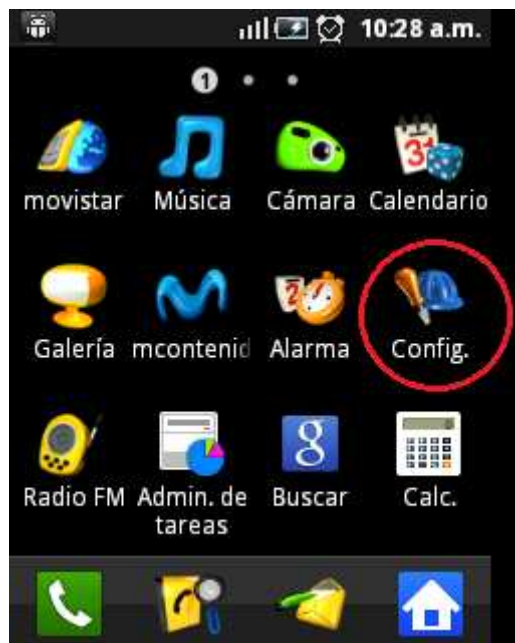 10:28 a.m.
1
movistar Música Cámara Calendario
31
2
Galería mcontenid Alarma Config.
g
Radio FM Admin. de tareas Buscar Calc.